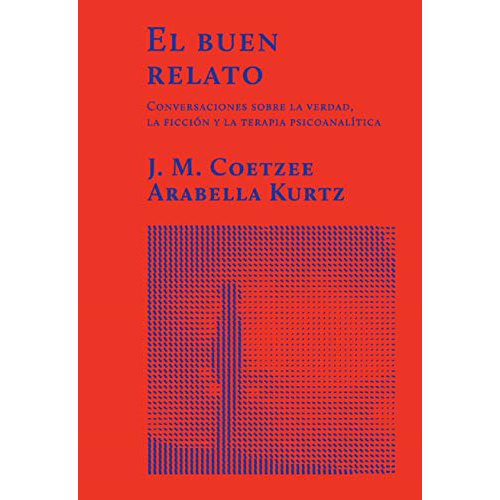 El buen
relato
Conversaciones sobre la verdad,
la ficción y la terapia psicoanalítica
J. M. Coetzee
Arabella Kurtz